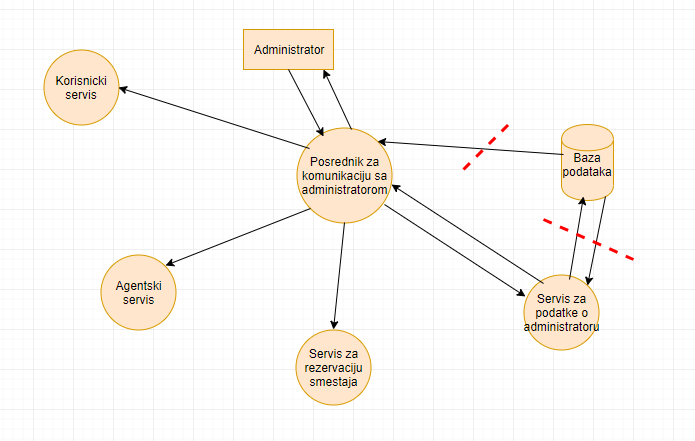 Administrator
Korisnicki
servis
Posrednik za
komunikaciju sa
administratorom
Baza
podataka
Agentski
servis
Servis za
podatke o
administratoru
Servis za
rezervaciju
smestaja